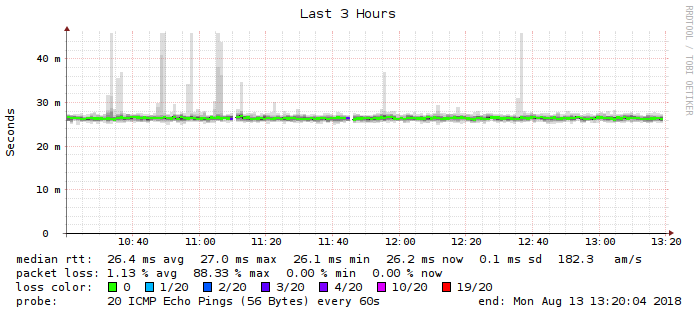 Last 3 Hours
RRDTOOL / TOBI OETIKER
Seconds
40 m
30 m
20 m
10 m
0
10:40 11:00 11:20 11:40 12:00 12:20 12:40 13:00 13:20
median rtt: 26.4 ms avg 27.0 ms max 26.1 ms min 26.2 ms now 0.1 ms sd 182.3 am/s
packet loss: 1.13 % avg 88.33 % max 0.00 % min 0.00 % now
loss color: 0 1/20 2/20 3/20 4/20 10/20 19/20
probe: 20 ICMP Echo Pings (56 Bytes) every 60s end: Mon Aug 13 13:20:04 2018